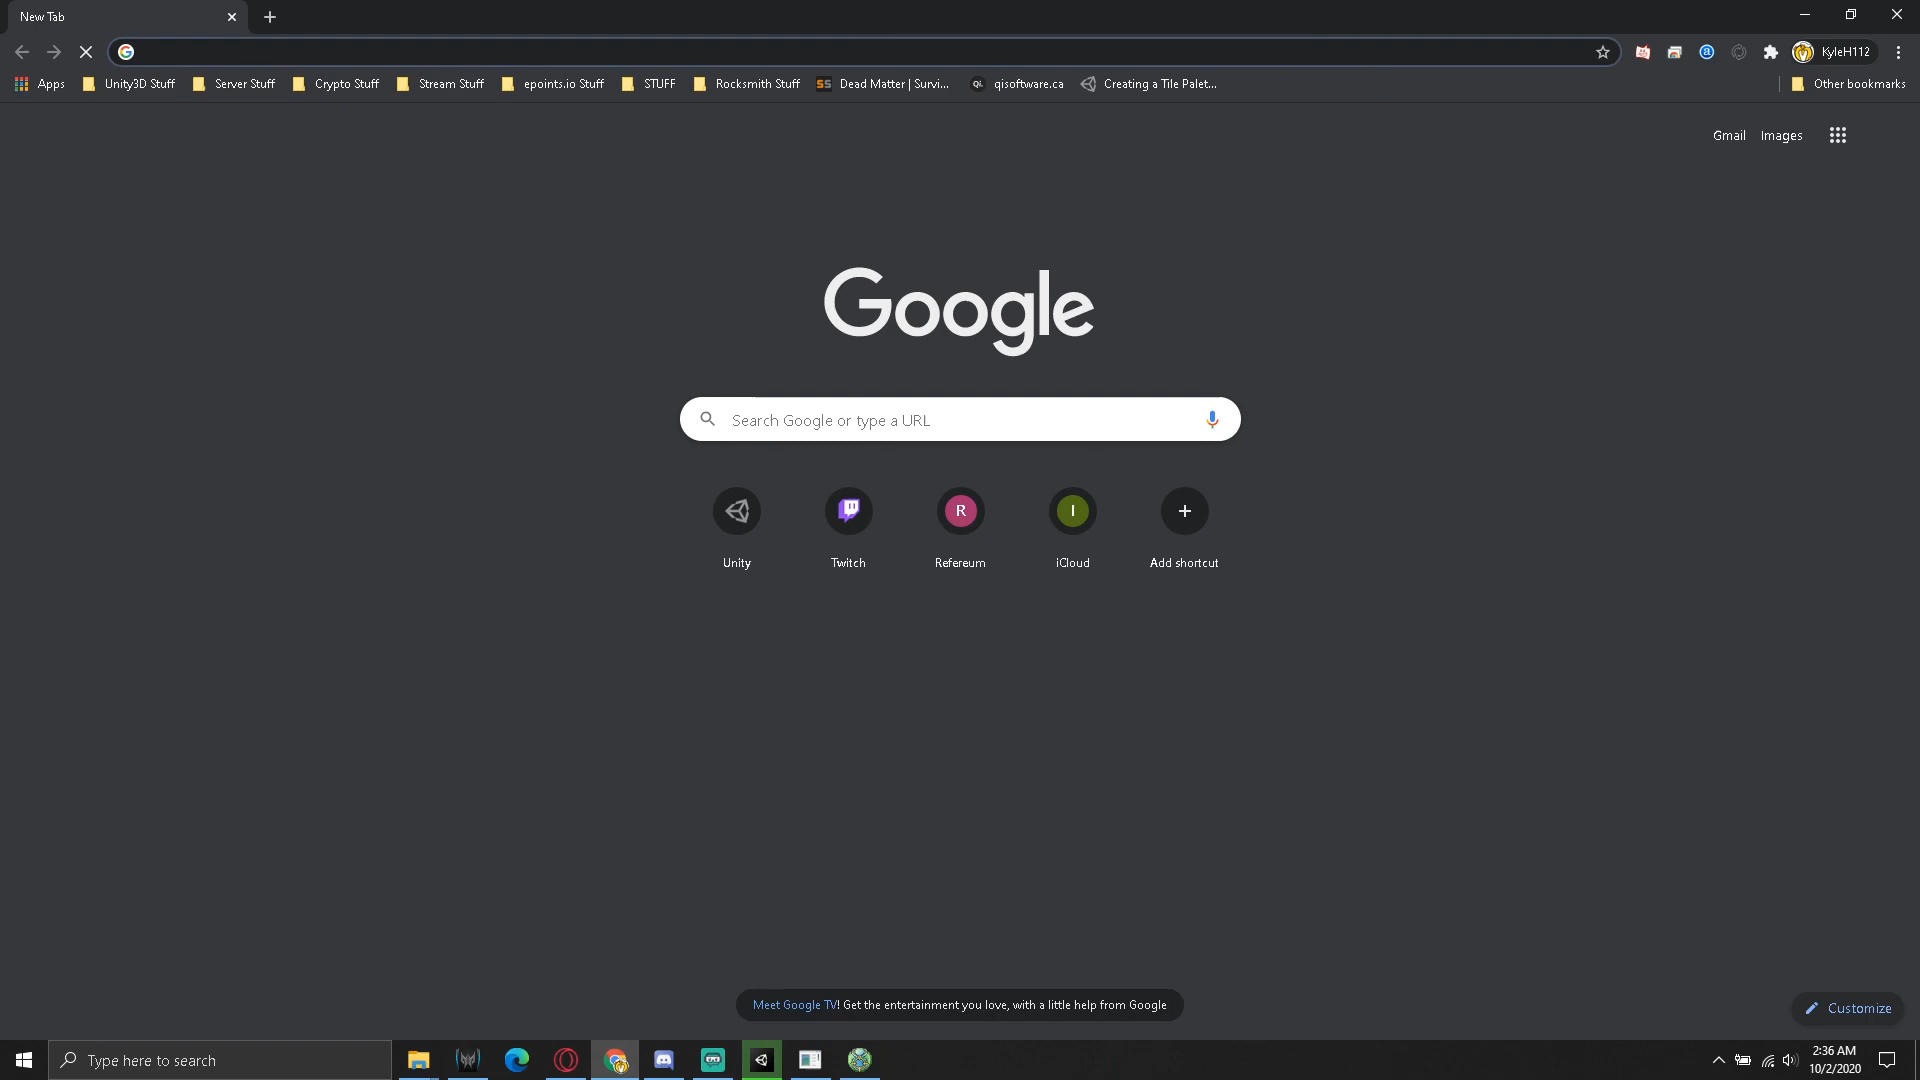 New Tab
KyleH112
Apps
Unity3D Stuff
Server Stuff
Crypto Stuff
Stream Stuff
epoints.io Stuff
STUFF
Rocksmith Stuff
SS
Dead Matter | Survi...
Qi.
qisoftware.ca
Creating a Tile Palet...
Other bookmarks
Gmail
Images
Google
Search Google or type a URL
R
I
Unity
Twitch
Refereum
iCloud
Add shortcut
Meet Google TV! Get the entertainment you love, with a little help from Google
Customize
Type here to search
2:36 AM
10/2/2020